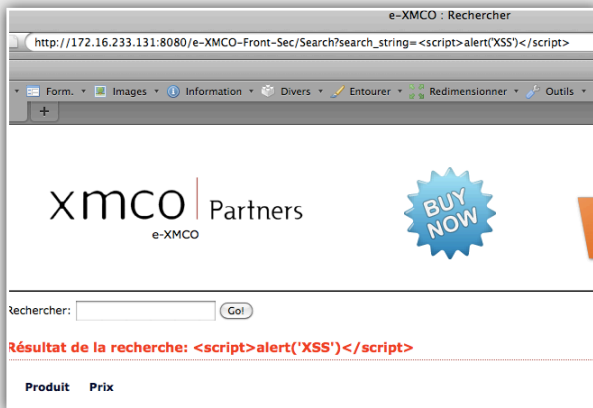 e-XMCO : Rechercher
http://172.16.233.131:8080/e-XMCO-Front-Sec/Search?search_string=<script>alert('XSS')</script>
Form. Images Information Divers Entourer Redimensionner Outils
+
xmco Partners
e-XMCO
BUY
NOW
Rechercher: Go!
Résultat de la recherche: <script>alert('XSS')</script>
Produit Prix